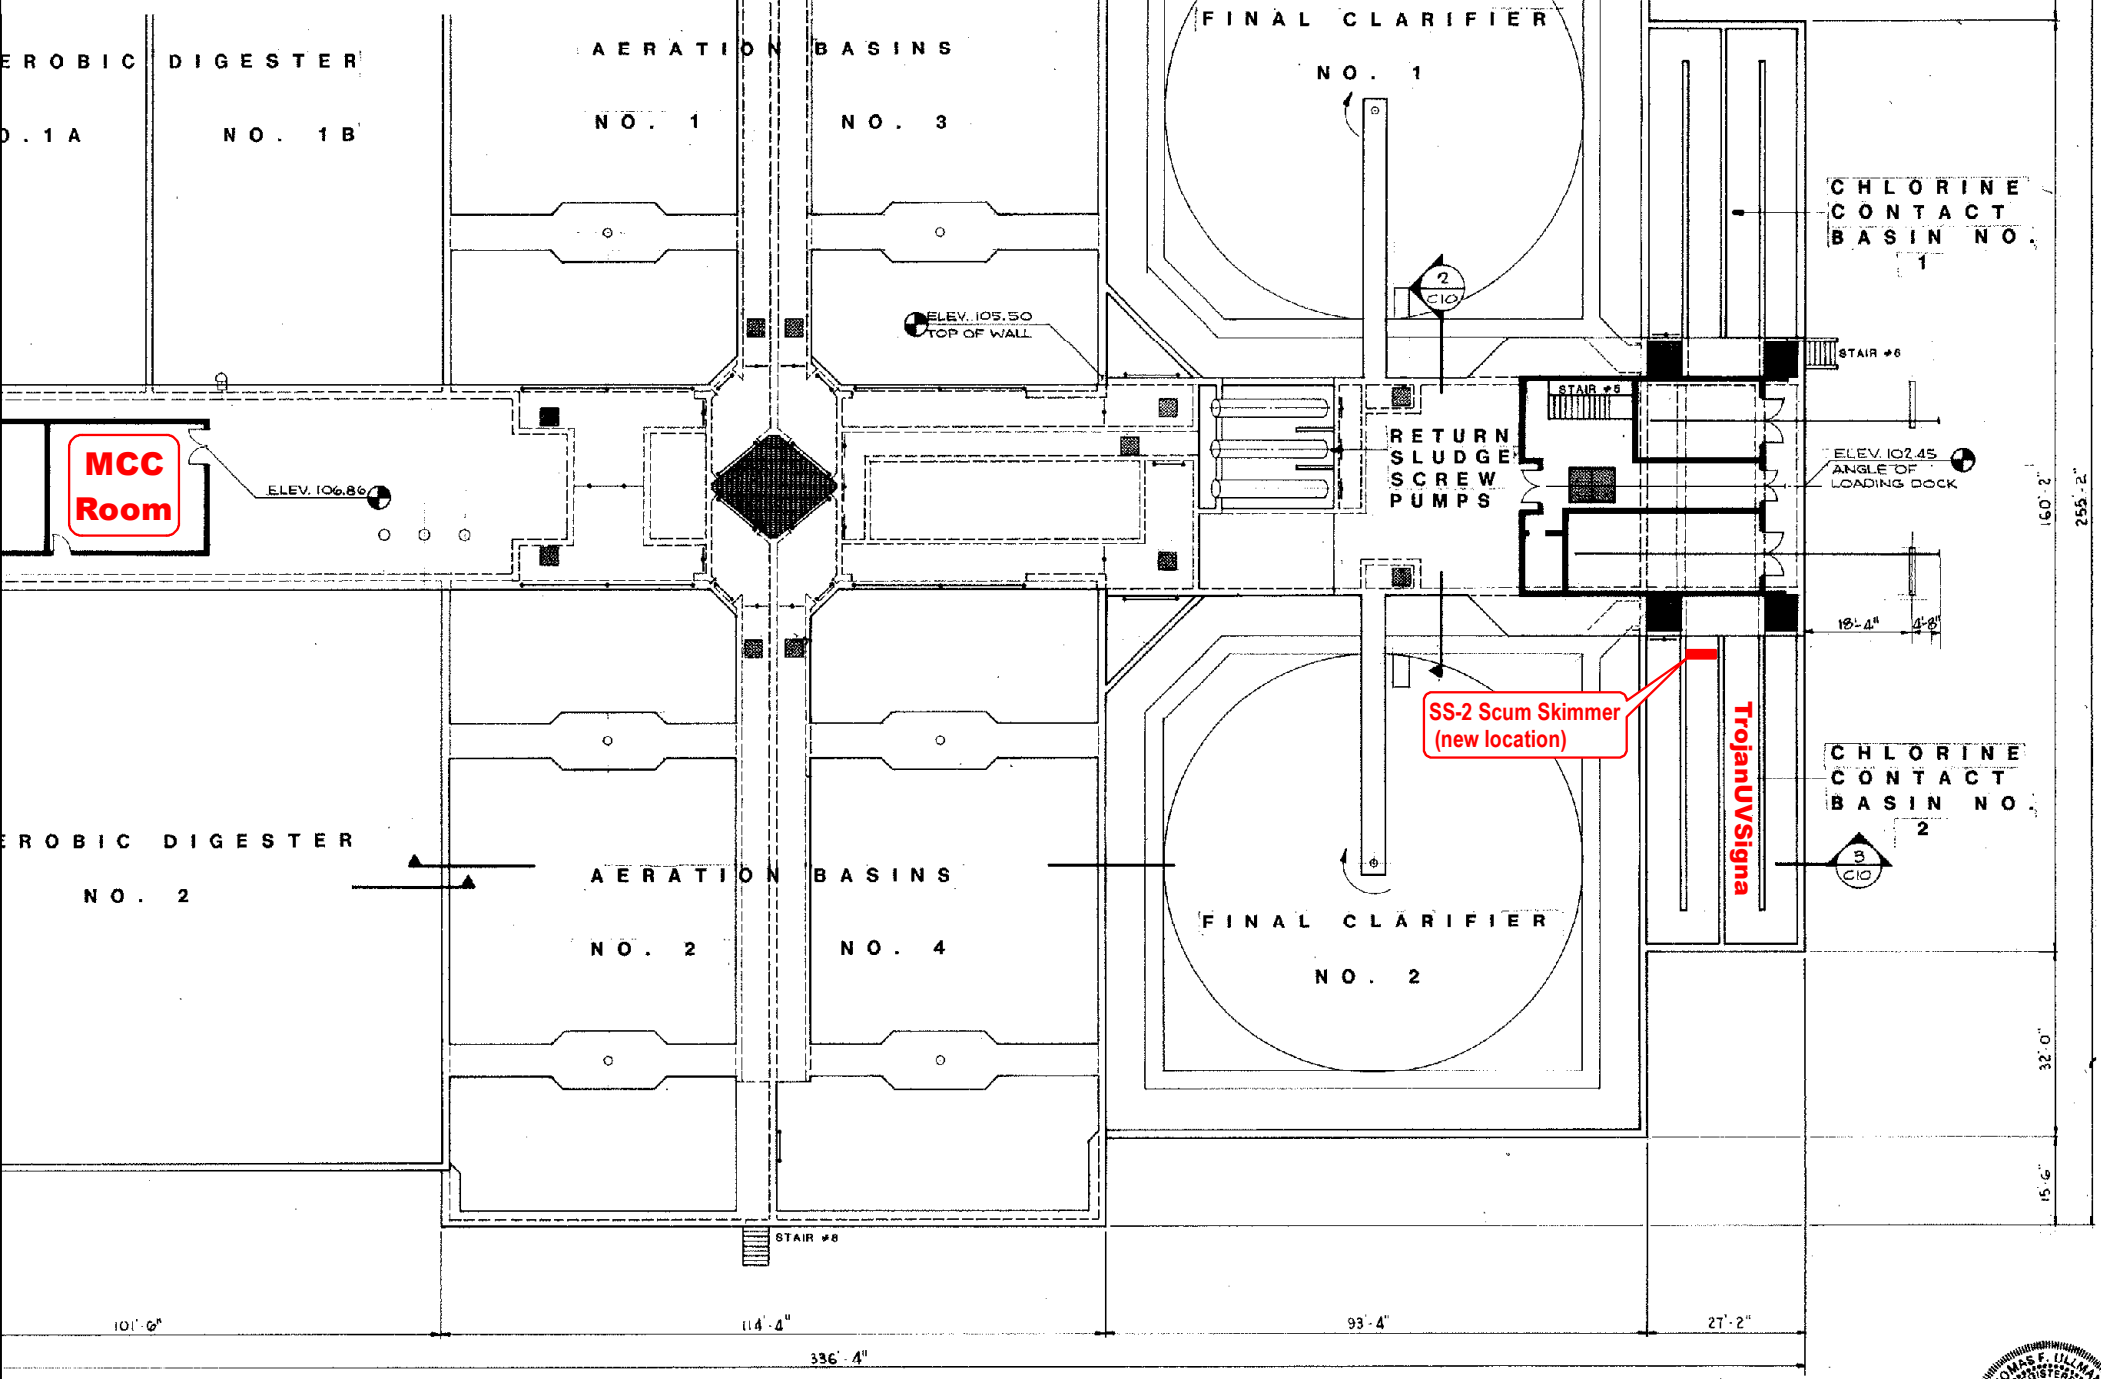 FINAL CLARIFIER
NO. 1
AERATION BASINS
NO. 1
NO. 3
EROBIC DIGESTER
O.1A
NO. 1B
CHLORINE
CONTACT
BASIN NO.
1
2
C10
ELEV. 105.50
TOP OF WALL
STAIR #6
STAIR #5
MCC
Room
ELEV. 106.86
RETURN
SLUDGE
SCREW
PUMPS
ELEV. 102.45
ANGLE OF
LOADING DOCK
160'-2"
255'-2"
18'-4"
4'-8"
SS-2 Scum Skimmer
(new location)
TrojanUVSigna
CHLORINE
CONTACT
BASIN NO.
2
3
C10
EROBIC DIGESTER
NO. 2
AERATION BASINS
NO. 2
NO. 4
FINAL CLARIFIER
NO. 2
32'-0"
15'-6"
STAIR #8
101'-6"
114'-4"
93'-4"
27'-2"
336'-4"